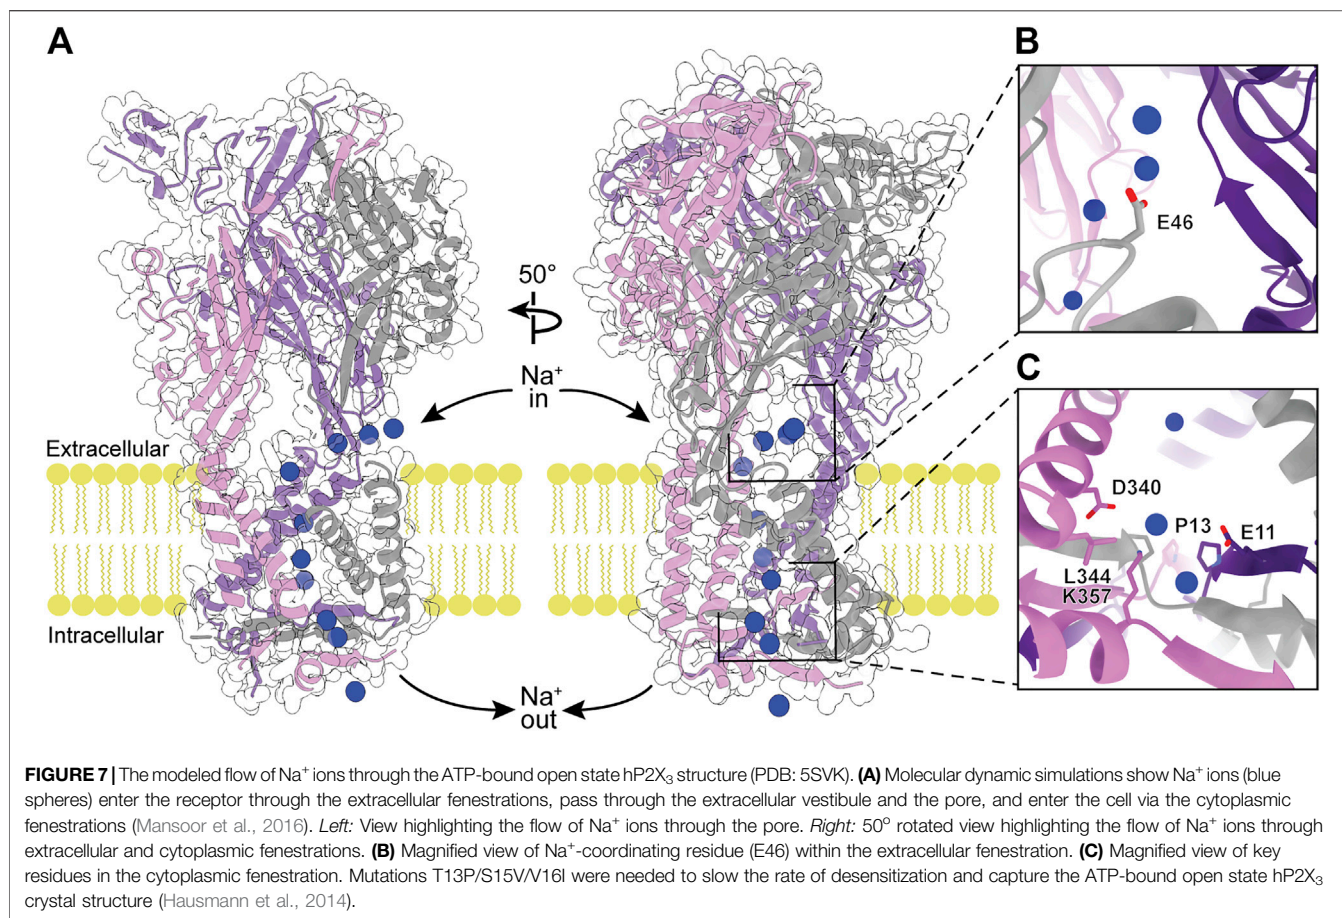 A
B
E46
50°
Na⁺
in
Extracellular
Intracellular
Na⁺
out
C
D340
P13
E11
L344
K357
FIGURE 7 | The modeled flow of Na⁺ ions through the ATP-bound open state hP2X₃ structure (PDB: 5SVK). (A) Molecular dynamic simulations show Na⁺ ions (blue
spheres) enter the receptor through the extracellular fenestrations, pass through the extracellular vestibule and the pore, and enter the cell via the cytoplasmic
fenestrations (Mansoor et al., 2016). Left: View highlighting the flow of Na⁺ ions through the pore. Right: 50° rotated view highlighting the flow of Na⁺ ions through
extracellular and cytoplasmic fenestrations. (B) Magnified view of Na⁺-coordinating residue (E46) within the extracellular fenestration. (C) Magnified view of key
residues in the cytoplasmic fenestration. Mutations T13P/S15V/V16I were needed to slow the rate of desensitization and capture the ATP-bound open state hP2X₃
crystal structure (Hausmann et al., 2014).